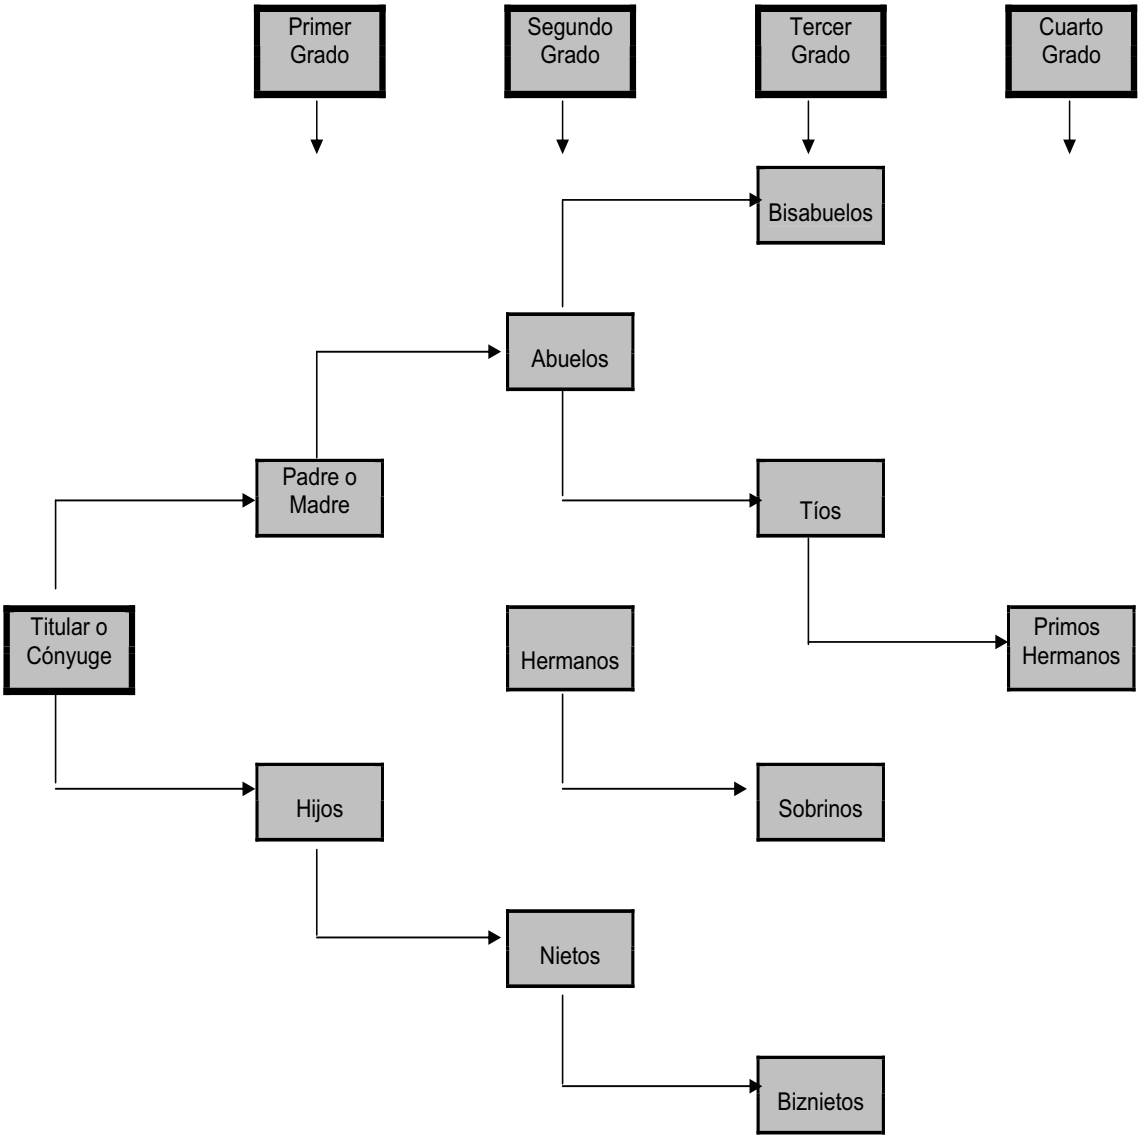 Primer
Grado
Segundo
Grado
Tercer
Grado
Cuarto
Grado
Bisabuelos
Abuelos
Padre o
Madre
Tíos
Titular o
Cónyuge
Hermanos
Primos
Hermanos
Hijos
Sobrinos
Nietos
Biznietos